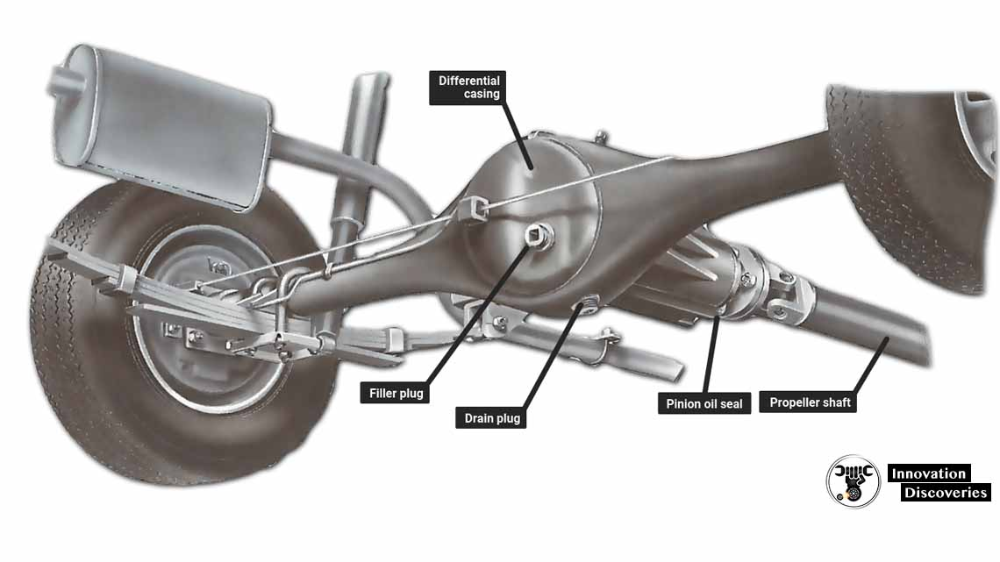 Differential
casing
Filler plug
Drain plug
Pinion oil seal
Propeller shaft
Innovation
Discoveries